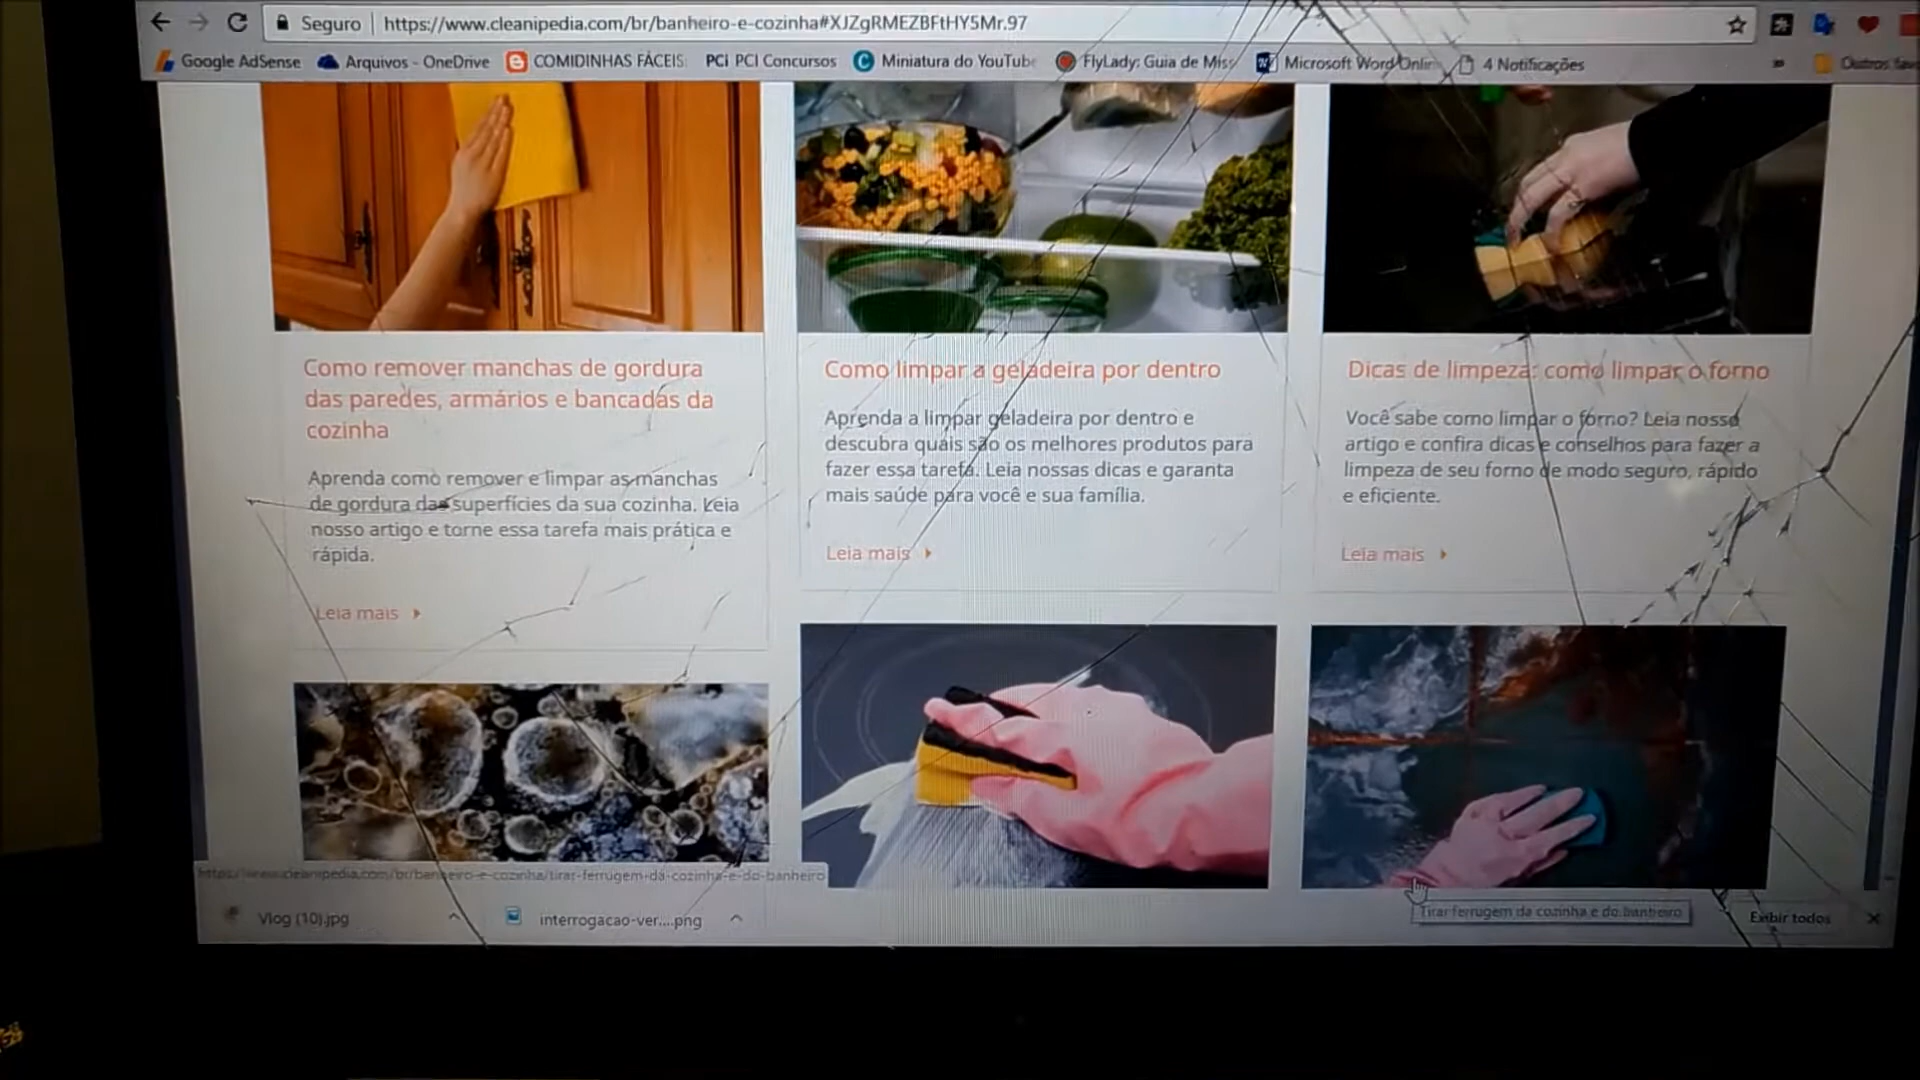 Seguro | https://www.cleanipedia.com/br/banheiro-e-cozinha#XJZgRMEZBFtHY5Mr.97
Google AdSense Arquivos - OneDrive COMIDINHAS FÁCEIS PCi PCI Concursos Miniatura do YouTube FlyLady: Guia de Miss Microsoft Word Onlin 4 Notificações » Outros fav
Como remover manchas de gordura
das paredes, armários e bancadas da
cozinha
Aprenda como remover e limpar as manchas
de gordura das superfícies da sua cozinha. Leia
nosso artigo e torne essa tarefa mais prática e
rápida.
Leia mais
Como limpar a geladeira por dentro
Aprenda a limpar geladeira por dentro e
descubra quais são os melhores produtos para
fazer essa tarefa. Leia nossas dicas e garanta
mais saúde para você e sua família.
Leia mais
Dicas de limpeza: como limpar o forno
Você sabe como limpar o forno? Leia nosso
artigo e confira dicas e conselhos para fazer a
limpeza de seu forno de modo seguro, rápido
e eficiente.
Leia mais
https://www.cleanipedia.com/br/banheiro-e-cozinha/tirar-ferrugem-da-cozinha-e-do-banheiro
Tirar ferrugem da cozinha e do banheiro
Vlog (10).jpg interrogacao-ver....png Exibir todos